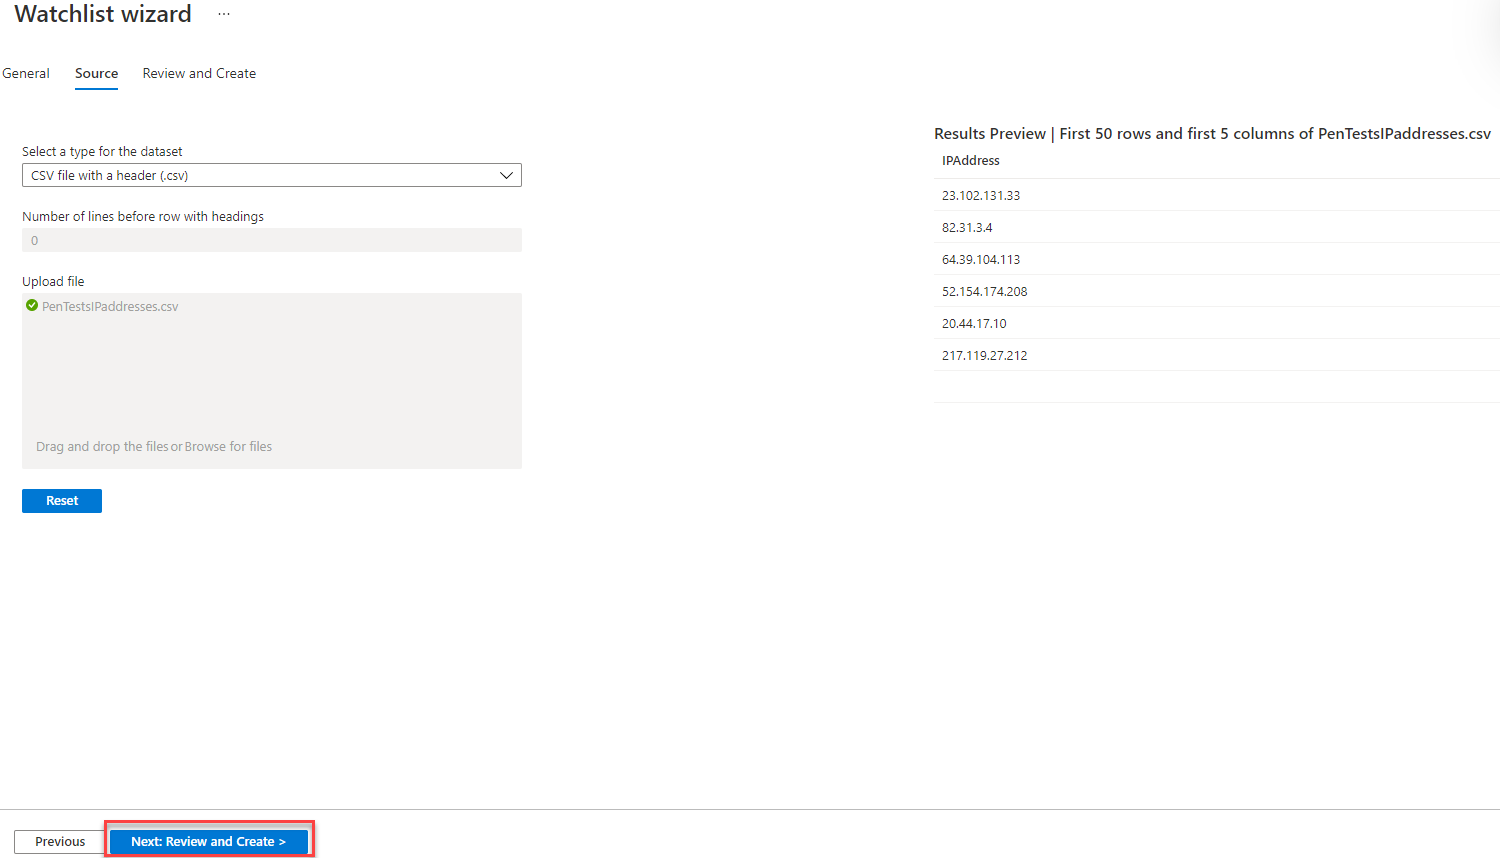 Watchlist wizard ...
General Source Review and Create
Select a type for the dataset
CSV file with a header (.csv)
Number of lines before row with headings
0
Upload file
PenTestsIPaddresses.csv
Drag and drop the files or Browse for files
Reset
Results Preview | First 50 rows and first 5 columns of PenTestsIPaddresses.csv
IPAddress
23.102.131.33
82.31.3.4
64.39.104.113
52.154.174.208
20.44.17.10
217.119.27.212
Previous Next: Review and Create >